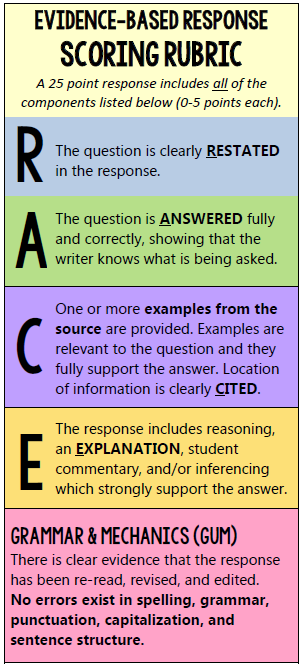 EVIDENCE-BASED RESPONSE
SCORING RUBRIC
A 25 point response includes all of the
components listed below (0-5 points each).
R
The question is clearly RESTATED
in the response.
A
The question is ANSWERED fully
and correctly, showing that the
writer knows what is being asked.
C
One or more examples from the
source are provided. Examples are
relevant to the question and they
fully support the answer. Location
of information is clearly CITED.
E
The response includes reasoning,
an EXPLANATION, student
commentary, and/or inferencing
which strongly support the answer.
GRAMMAR & MECHANICS (GUM)
There is clear evidence that the response
has been re-read, revised, and edited.
No errors exist in spelling, grammar,
punctuation, capitalization, and
sentence structure.